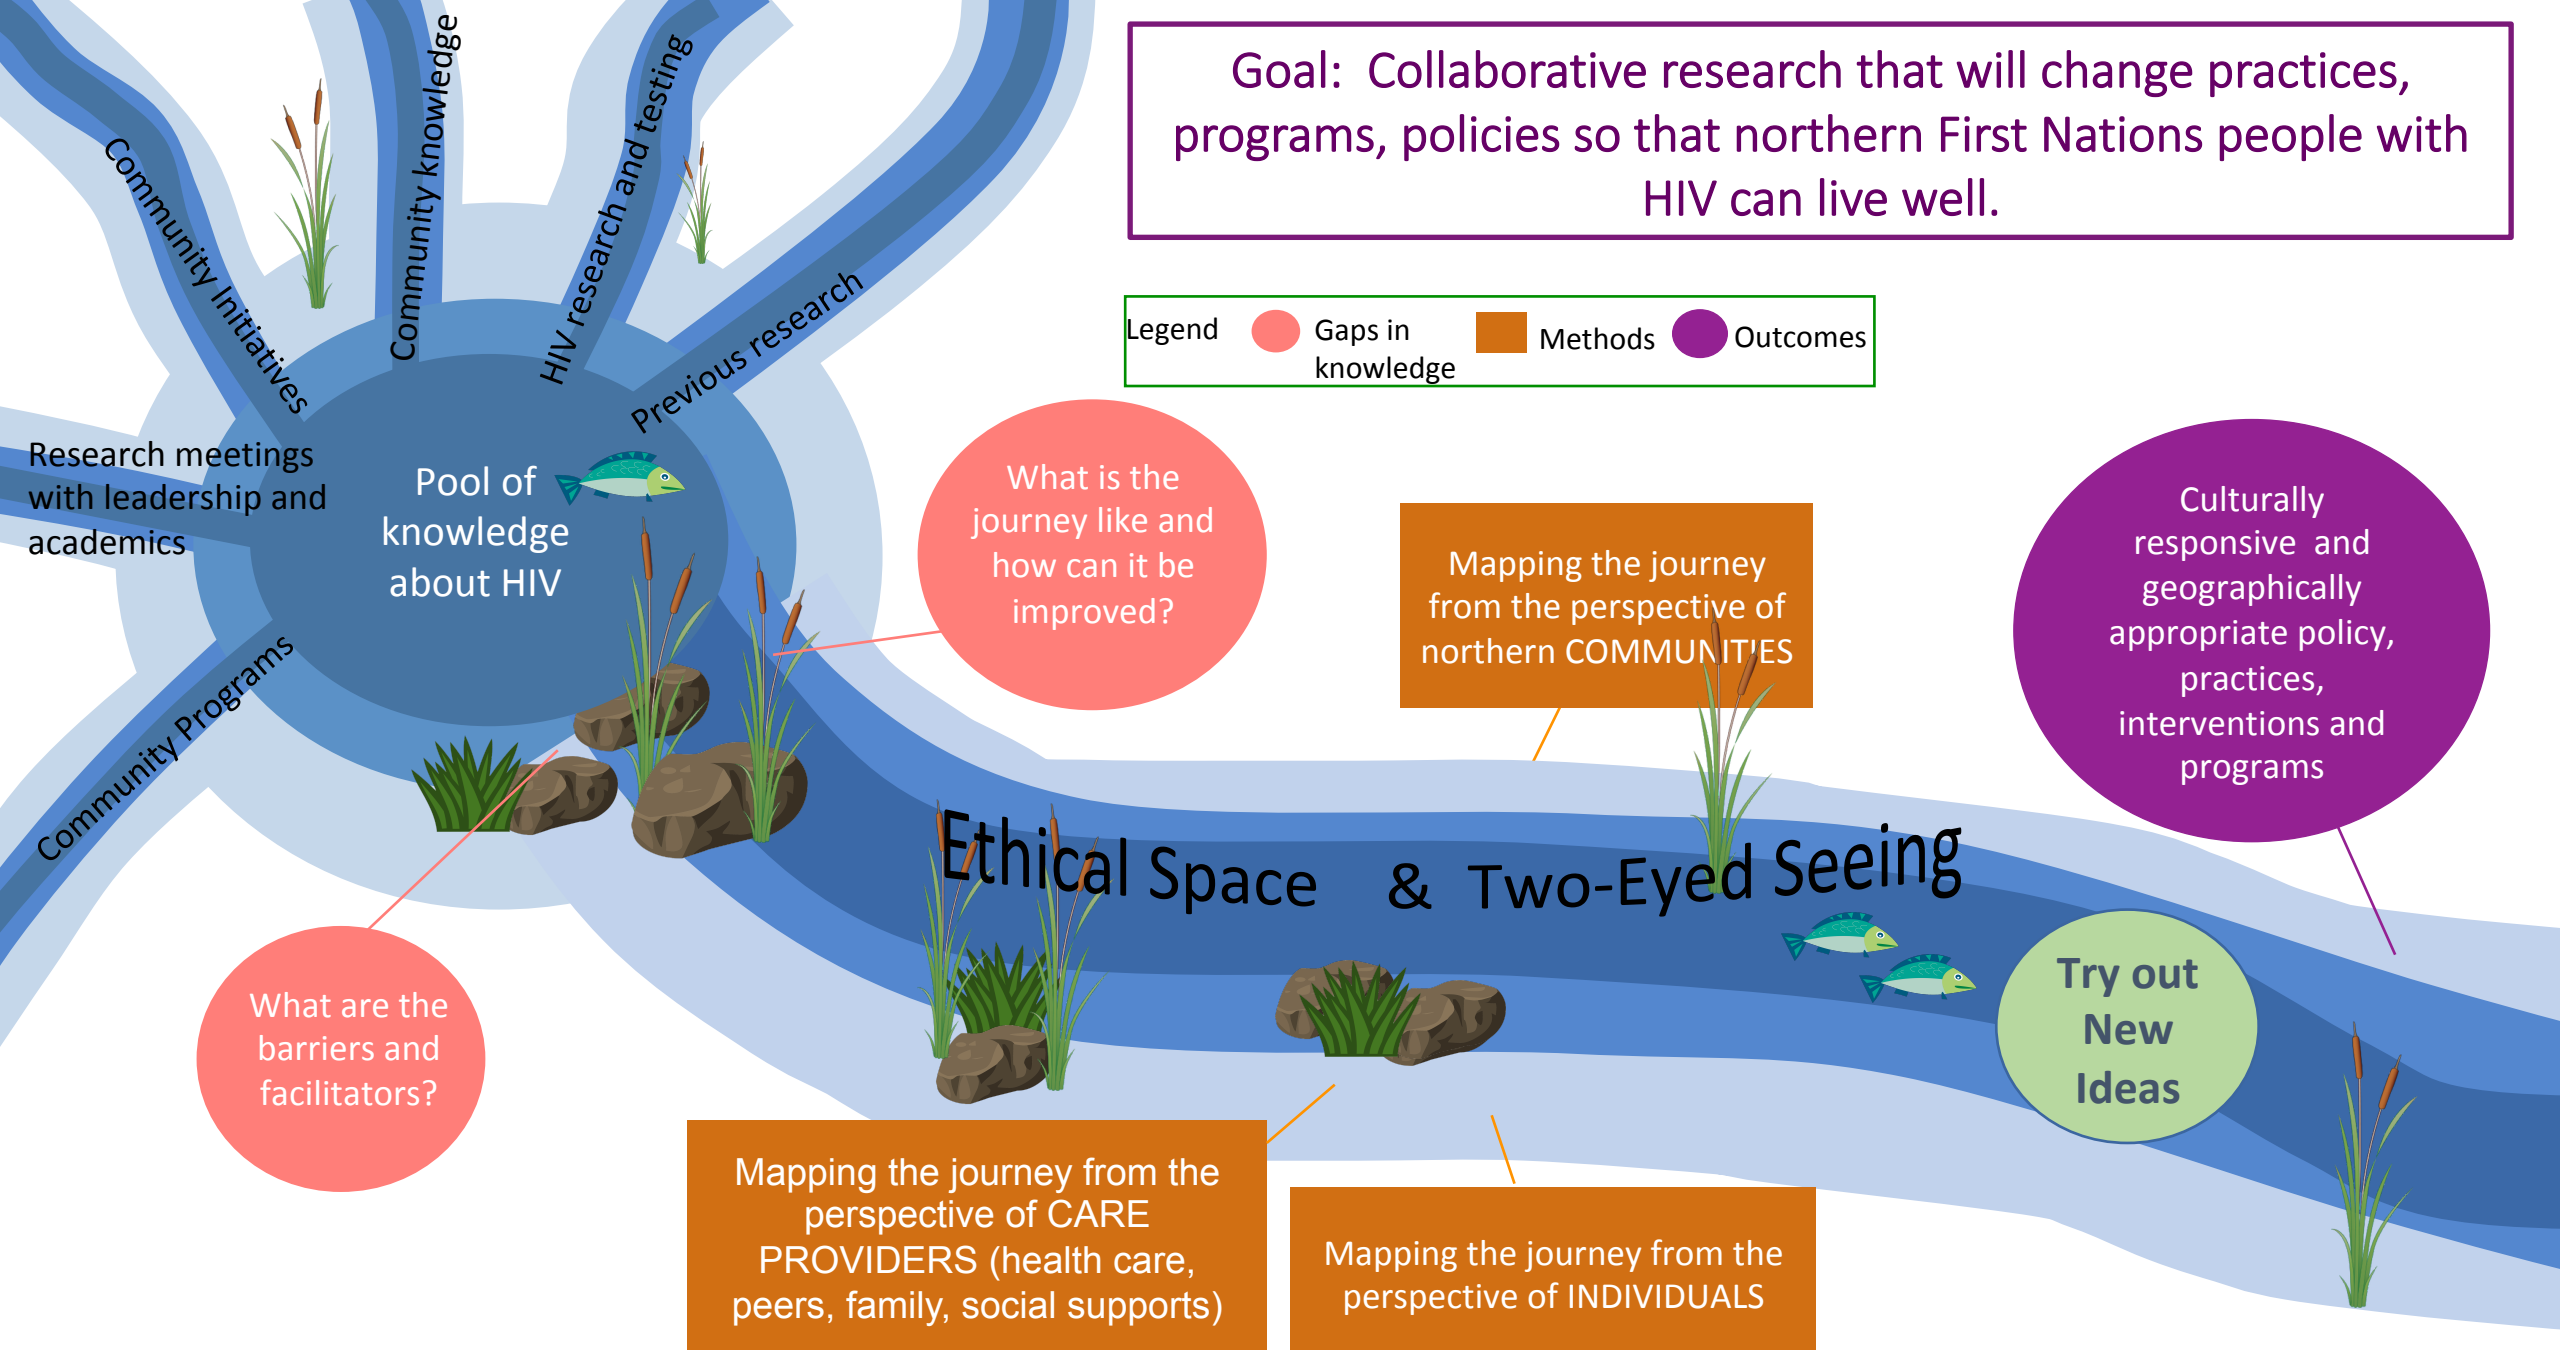 Goal: Collaborative research that will change practices,
programs, policies so that northern First Nations people with
HIV can live well.
Legend
Gaps in
knowledge
Methods
Outcomes
Community Initiatives
Community knowledge
HIV research and testing
Previous research
Research meetings
with leadership and
academics
Community Programs
Pool of
knowledge
about HIV
What is the
journey like and
how can it be
improved?
What are the
barriers and
facilitators?
Mapping the journey
from the perspective of
northern COMMUNITIES
Culturally
responsive and
geographically
appropriate policy,
practices,
interventions and
programs
Ethical Space & Two-Eyed Seeing
Try out
New
Ideas
Mapping the journey from the
perspective of CARE
PROVIDERS (health care,
peers, family, social supports)
Mapping the journey from the
perspective of INDIVIDUALS